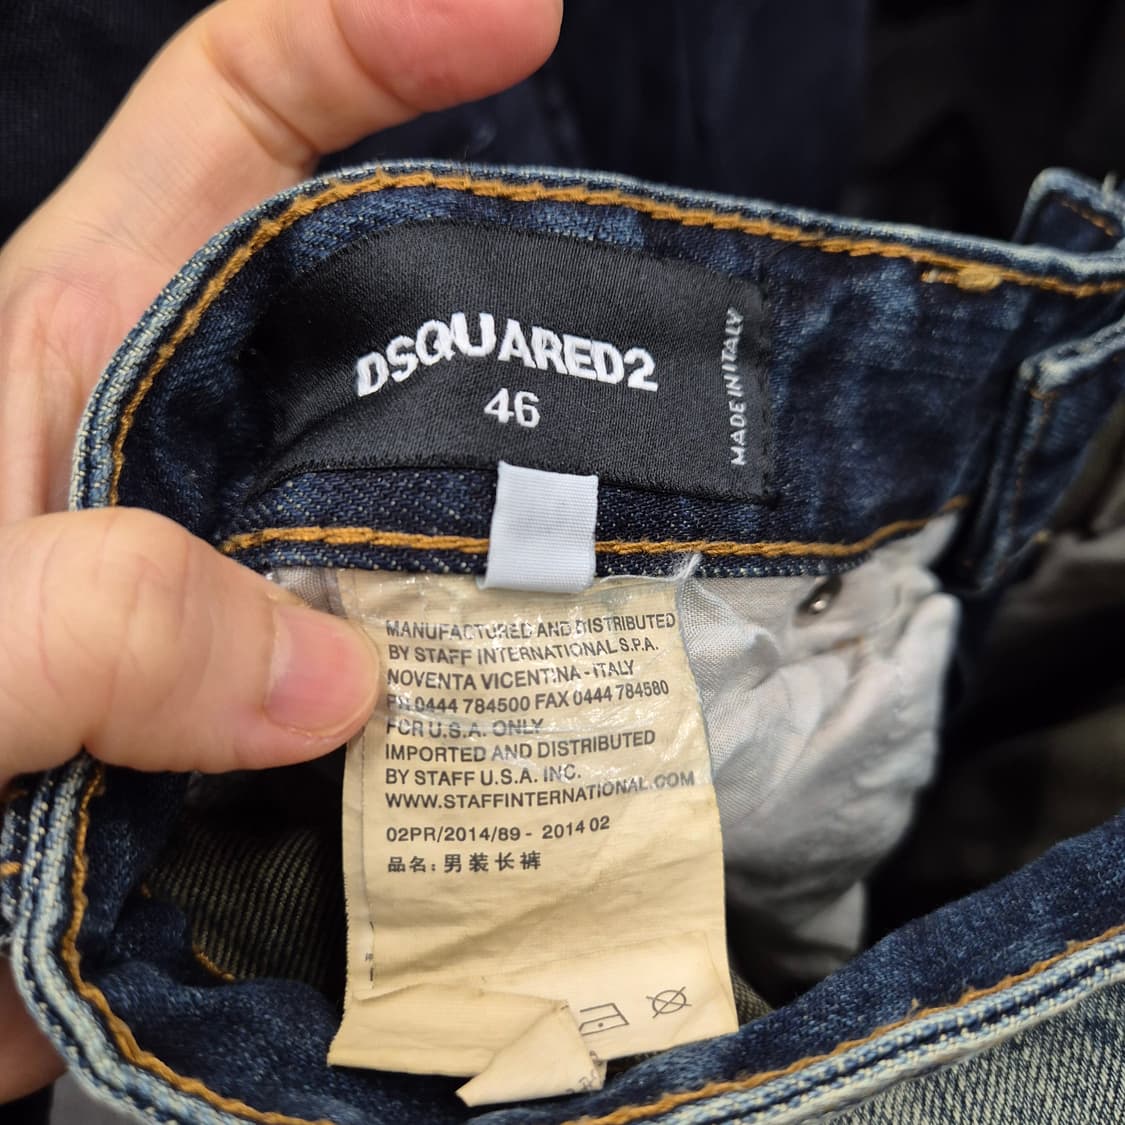 DSQUARED2
46
MADE IN ITALY
MANUFACTURED AND DISTRIBUTED
BY STAFF INTERNATIONAL S.P.A.
NOVENTA VICENTINA - ITALY
PH 0444 784500 FAX 0444 784580
FOR U.S.A. ONLY
IMPORTED AND DISTRIBUTED
BY STAFF U.S.A. INC.
WWW.STAFFINTERNATIONAL.COM
02PR/2014/89 - 2014 02
品名: 男装长裤